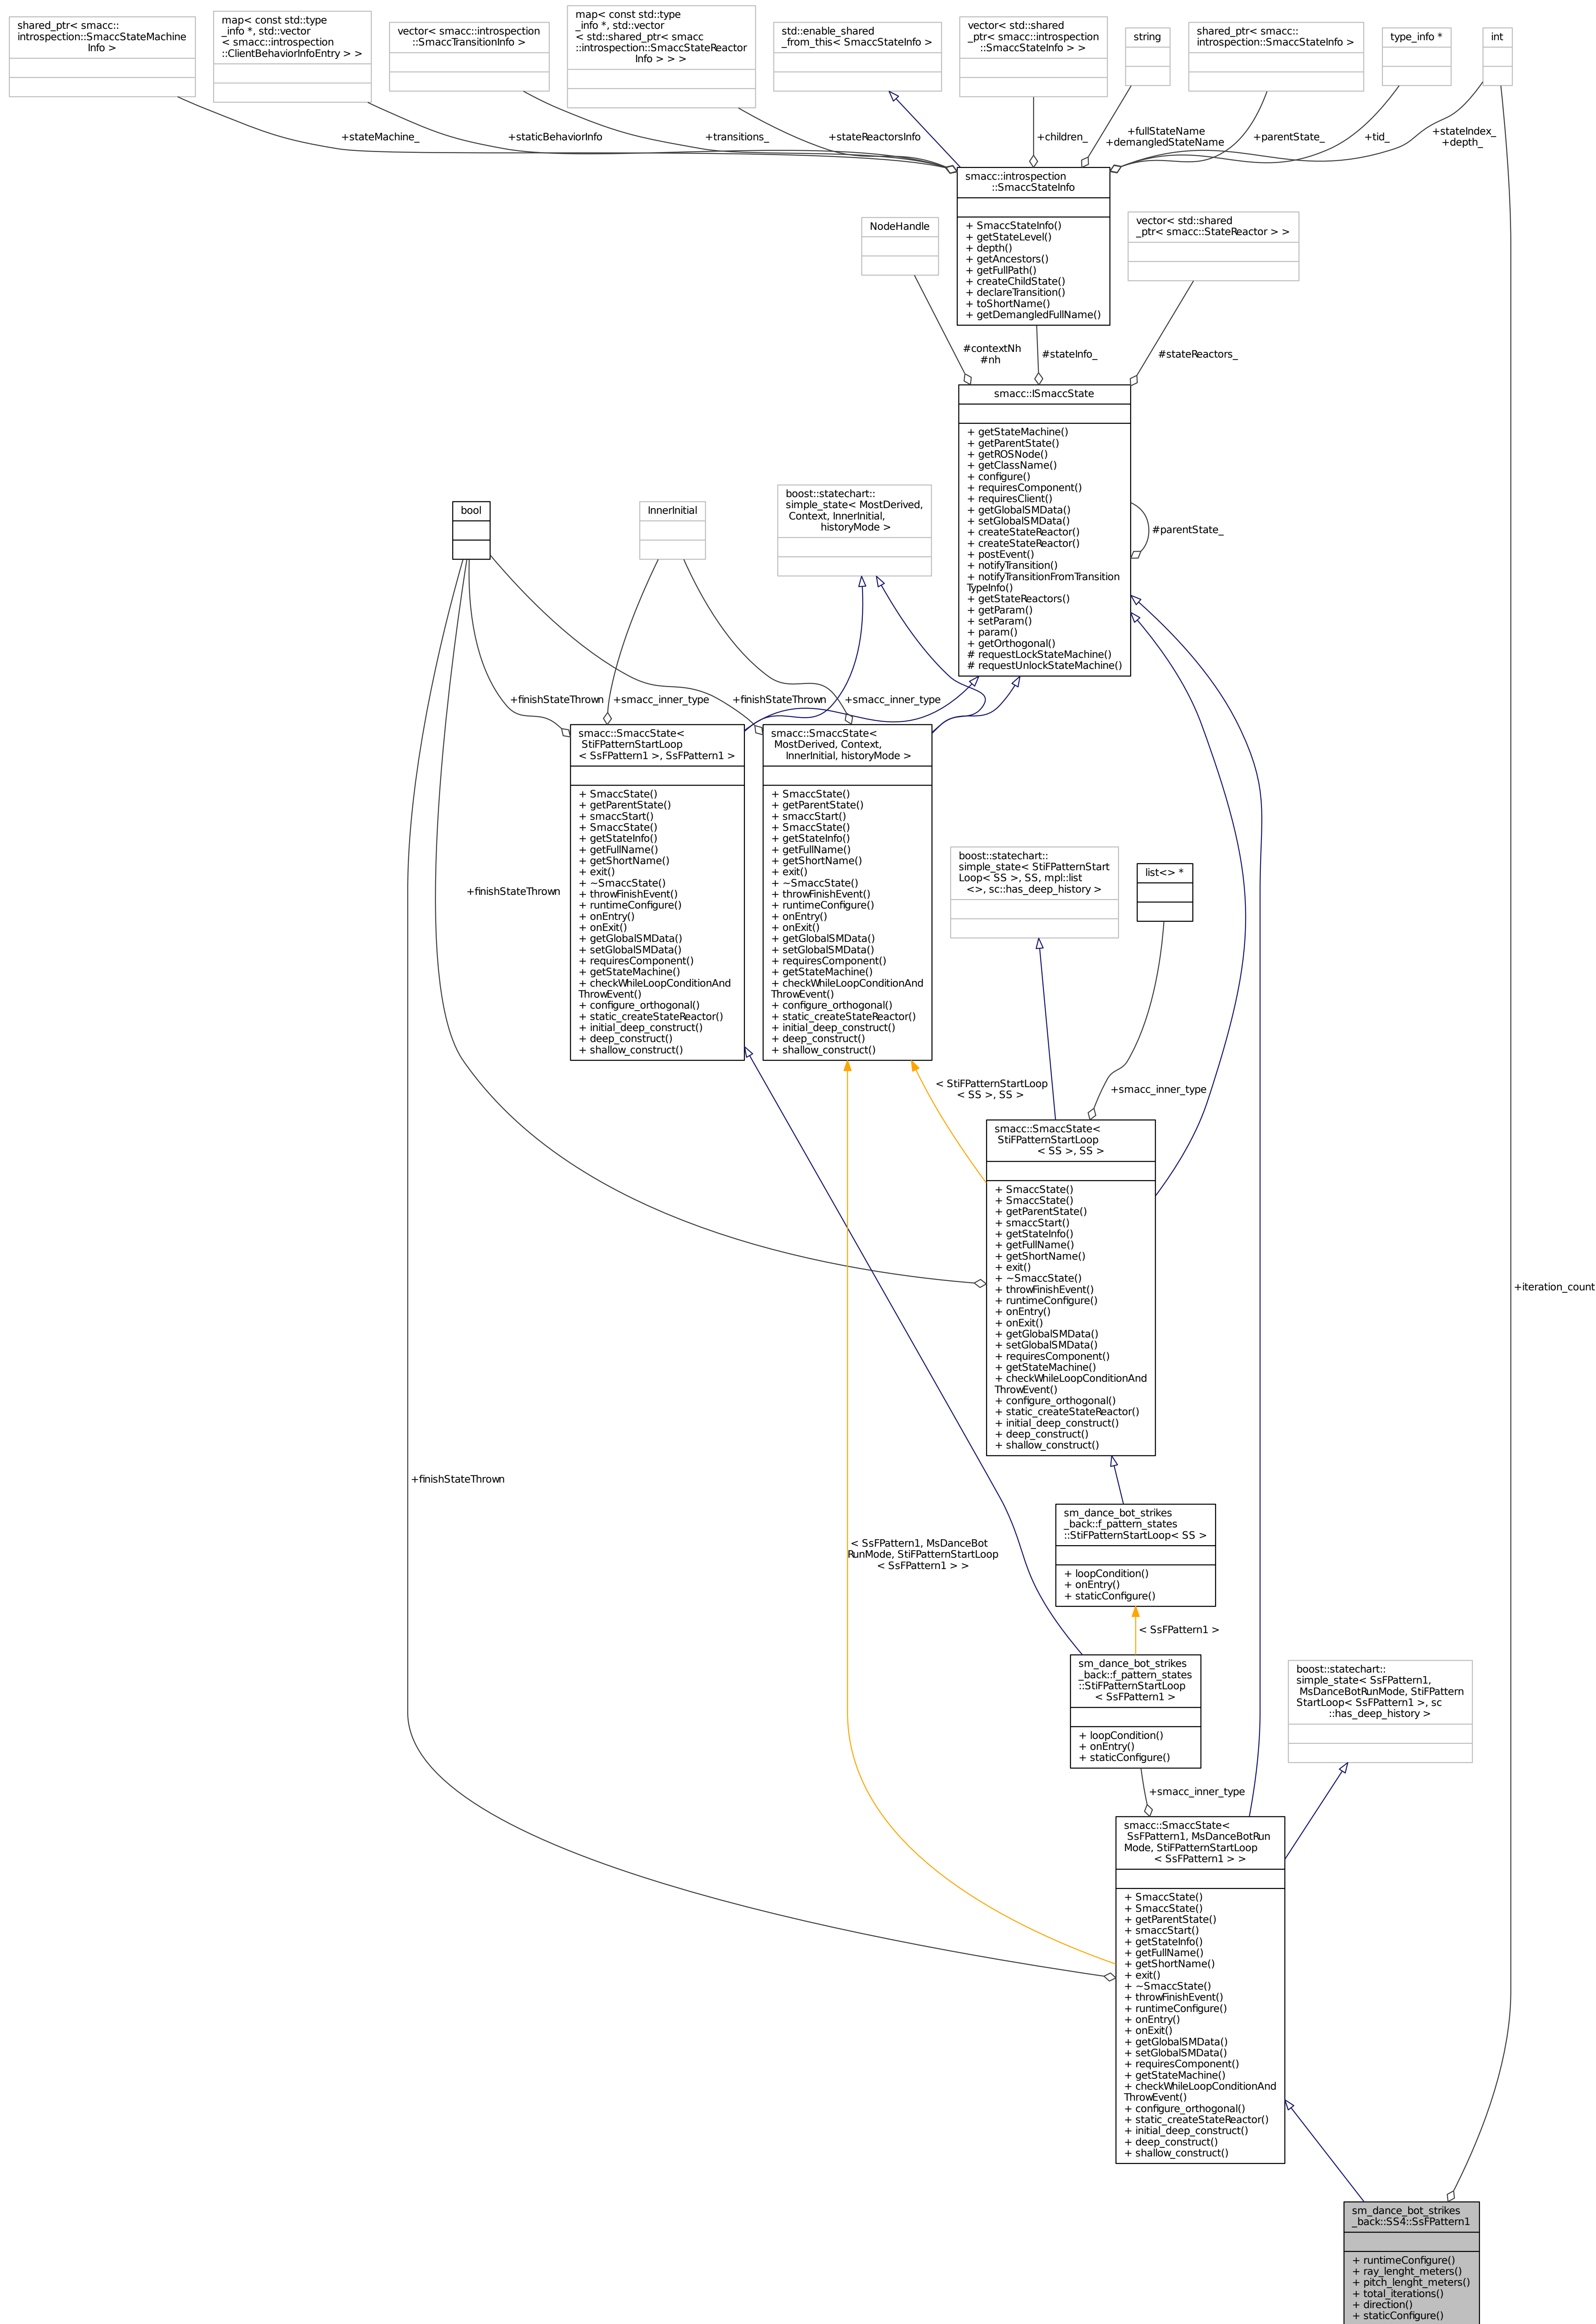 shared_ptr< smacc::
introspection::SmaccStateMachine
Info >
map< const std::type
_info *, std::vector
< smacc::introspection
::ClientBehaviorInfoEntry > >
vector< smacc::introspection
::SmaccTransitionInfo >
map< const std::type
_info *, std::vector
< std::shared_ptr< smacc
::introspection::SmaccStateReactor
Info > > >
std::enable_shared
_from_this< SmaccStateInfo >
vector< std::shared
_ptr< smacc::introspection
::SmaccStateInfo > >
string
shared_ptr< smacc::
introspection::SmaccStateInfo >
type_info *
int
+stateMachine_
+staticBehaviorInfo
+transitions_
+stateReactorsInfo
+children_
+fullStateName
+demangledStateName
+parentState_
+tid_
+stateIndex_
+depth_
smacc::introspection
::SmaccStateInfo
+ SmaccStateInfo()
+ getStateLevel()
+ depth()
+ getAncestors()
+ getFullPath()
+ createChildState()
+ declareTransition()
+ toShortName()
+ getDemangledFullName()
NodeHandle
vector< std::shared
_ptr< smacc::StateReactor > >
#contextNh
#nh
#stateInfo_
#stateReactors_
smacc::ISmaccState
+ getStateMachine()
+ getParentState()
+ getROSNode()
+ getClassName()
+ configure()
+ requiresComponent()
+ requiresClient()
+ getGlobalSMData()
+ setGlobalSMData()
+ createStateReactor()
+ createStateReactor()
+ postEvent()
+ notifyTransition()
+ notifyTransitionFromTransition
TypeInfo()
+ getStateReactors()
+ getParam()
+ setParam()
+ param()
+ getOrthogonal()
# requestLockStateMachine()
# requestUnlockStateMachine()
#parentState_
bool
InnerInitial
boost::statechart::
simple_state< MostDerived,
Context, InnerInitial,
historyMode >
+finishStateThrown
+smacc_inner_type
+finishStateThrown
+smacc_inner_type
smacc::SmaccState<
StiFPatternStartLoop
< SsFPattern1 >, SsFPattern1 >
+ SmaccState()
+ getParentState()
+ smaccStart()
+ SmaccState()
+ getStateInfo()
+ getFullName()
+ getShortName()
+ exit()
+ ~SmaccState()
+ throwFinishEvent()
+ runtimeConfigure()
+ onEntry()
+ onExit()
+ getGlobalSMData()
+ setGlobalSMData()
+ requiresComponent()
+ getStateMachine()
+ checkWhileLoopConditionAnd
ThrowEvent()
+ configure_orthogonal()
+ static_createStateReactor()
+ initial_deep_construct()
+ deep_construct()
+ shallow_construct()
smacc::SmaccState<
MostDerived, Context,
InnerInitial, historyMode >
+ SmaccState()
+ getParentState()
+ smaccStart()
+ SmaccState()
+ getStateInfo()
+ getFullName()
+ getShortName()
+ exit()
+ ~SmaccState()
+ throwFinishEvent()
+ runtimeConfigure()
+ onEntry()
+ onExit()
+ getGlobalSMData()
+ setGlobalSMData()
+ requiresComponent()
+ getStateMachine()
+ checkWhileLoopConditionAnd
ThrowEvent()
+ configure_orthogonal()
+ static_createStateReactor()
+ initial_deep_construct()
+ deep_construct()
+ shallow_construct()
+finishStateThrown
boost::statechart::
simple_state< StiFPatternStart
Loop< SS >, SS, mpl::list
<>, sc::has_deep_history >
list<> *
< StiFPatternStartLoop
< SS >, SS >
+smacc_inner_type
smacc::SmaccState<
StiFPatternStartLoop
< SS >, SS >
+ SmaccState()
+ SmaccState()
+ getParentState()
+ smaccStart()
+ getStateInfo()
+ getFullName()
+ getShortName()
+ exit()
+ ~SmaccState()
+ throwFinishEvent()
+ runtimeConfigure()
+ onEntry()
+ onExit()
+ getGlobalSMData()
+ setGlobalSMData()
+ requiresComponent()
+ getStateMachine()
+ checkWhileLoopConditionAnd
ThrowEvent()
+ configure_orthogonal()
+ static_createStateReactor()
+ initial_deep_construct()
+ deep_construct()
+ shallow_construct()
+iteration_count
+finishStateThrown
sm_dance_bot_strikes
_back::f_pattern_states
::StiFPatternStartLoop< SS >
+ loopCondition()
+ onEntry()
+ staticConfigure()
< SsFPattern1, MsDanceBot
RunMode, StiFPatternStartLoop
< SsFPattern1 > >
< SsFPattern1 >
sm_dance_bot_strikes
_back::f_pattern_states
::StiFPatternStartLoop
< SsFPattern1 >
+ loopCondition()
+ onEntry()
+ staticConfigure()
boost::statechart::
simple_state< SsFPattern1,
MsDanceBotRunMode, StiFPattern
StartLoop< SsFPattern1 >, sc
::has_deep_history >
+smacc_inner_type
smacc::SmaccState<
SsFPattern1, MsDanceBotRun
Mode, StiFPatternStartLoop
< SsFPattern1 > >
+ SmaccState()
+ SmaccState()
+ getParentState()
+ smaccStart()
+ getStateInfo()
+ getFullName()
+ getShortName()
+ exit()
+ ~SmaccState()
+ throwFinishEvent()
+ runtimeConfigure()
+ onEntry()
+ onExit()
+ getGlobalSMData()
+ setGlobalSMData()
+ requiresComponent()
+ getStateMachine()
+ checkWhileLoopConditionAnd
ThrowEvent()
+ configure_orthogonal()
+ static_createStateReactor()
+ initial_deep_construct()
+ deep_construct()
+ shallow_construct()
sm_dance_bot_strikes
_back::SS4::SsFPattern1
+ runtimeConfigure()
+ ray_lenght_meters()
+ pitch_lenght_meters()
+ total_iterations()
+ direction()
+ staticConfigure()